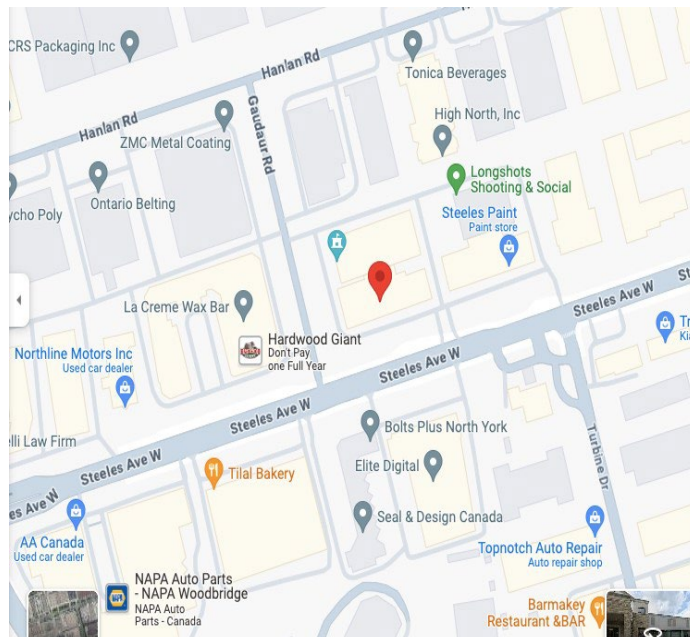 CRS Packaging Inc
Hanlan Rd
Tonica Beverages
Hanlan Rd
Gaudaur Rd
High North, Inc
ZMC Metal Coating
Longshots
Shooting & Social
Ontario Belting
ycho Poly
Steeles Paint
Paint store
La Creme Wax Bar
Steeles Ave W
St
Hardwood Giant
Don't Pay
one Full Year
Tr
Kia
Northline Motors Inc
Used car dealer
Steeles Ave W
Steeles Ave W
elli Law Firm
Bolts Plus North York
Turbine Dr
Steeles Ave W
Tilal Bakery
Elite Digital
es Ave W
Seal & Design Canada
AA Canada
Used car dealer
Topnotch Auto Repair
Auto repair shop
NAPA Auto Parts
- NAPA Woodbridge
NAPA Auto
Parts - Canada
Barmakey
Restaurant &BAR